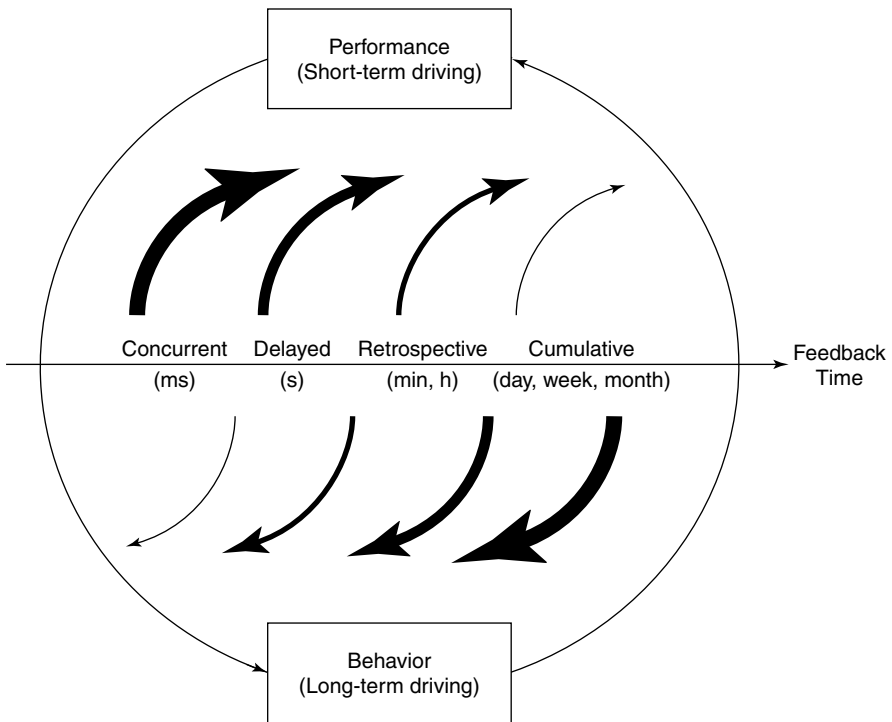 Performance
(Short-term driving)
Concurrent Delayed Retrospective Cumulative
(ms) (s) (min, h) (day, week, month)
Feedback
Time
Behavior
(Long-term driving)